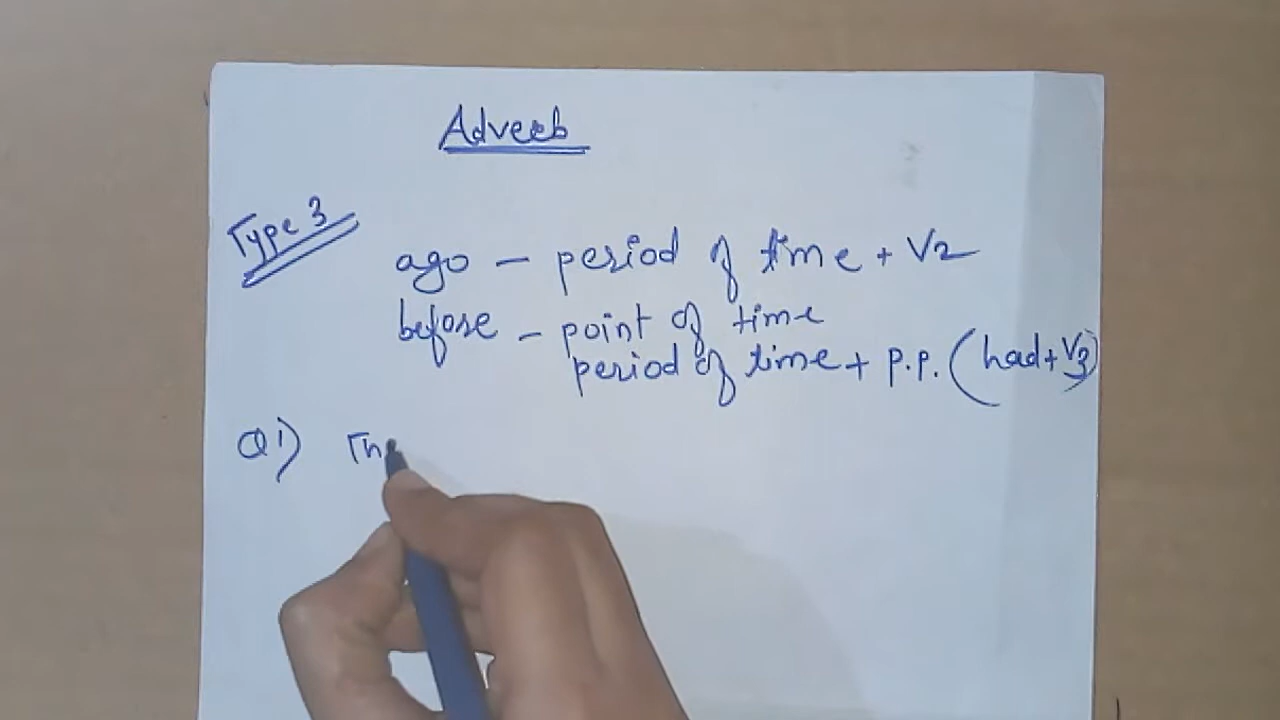 Adverb
Type 3
ago - period of time + V2
before - point of time
period of time + p.p. (had + V3)
Q1) Th